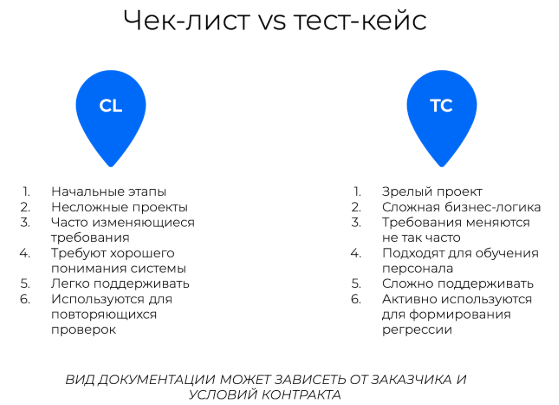 Чек-лист vs тест-кейс
CL
1. Начальные этапы
2. Несложные проекты
3. Часто изменяющиеся
требования
4. Требуют хорошего
понимания системы
5. Легко поддерживать
6. Используются для
повторяющихся
проверок
TC
1. Зрелый проект
2. Сложная бизнес-логика
3. Требования меняются
не так часто
4. Подходят для обучения
персонала
5. Сложно поддерживать
6. Активно используются
для формирования
регрессии
ВИД ДОКУМЕНТАЦИИ МОЖЕТ ЗАВИСЕТЬ ОТ ЗАКАЗЧИКА И
УСЛОВИЙ КОНТРАКТА